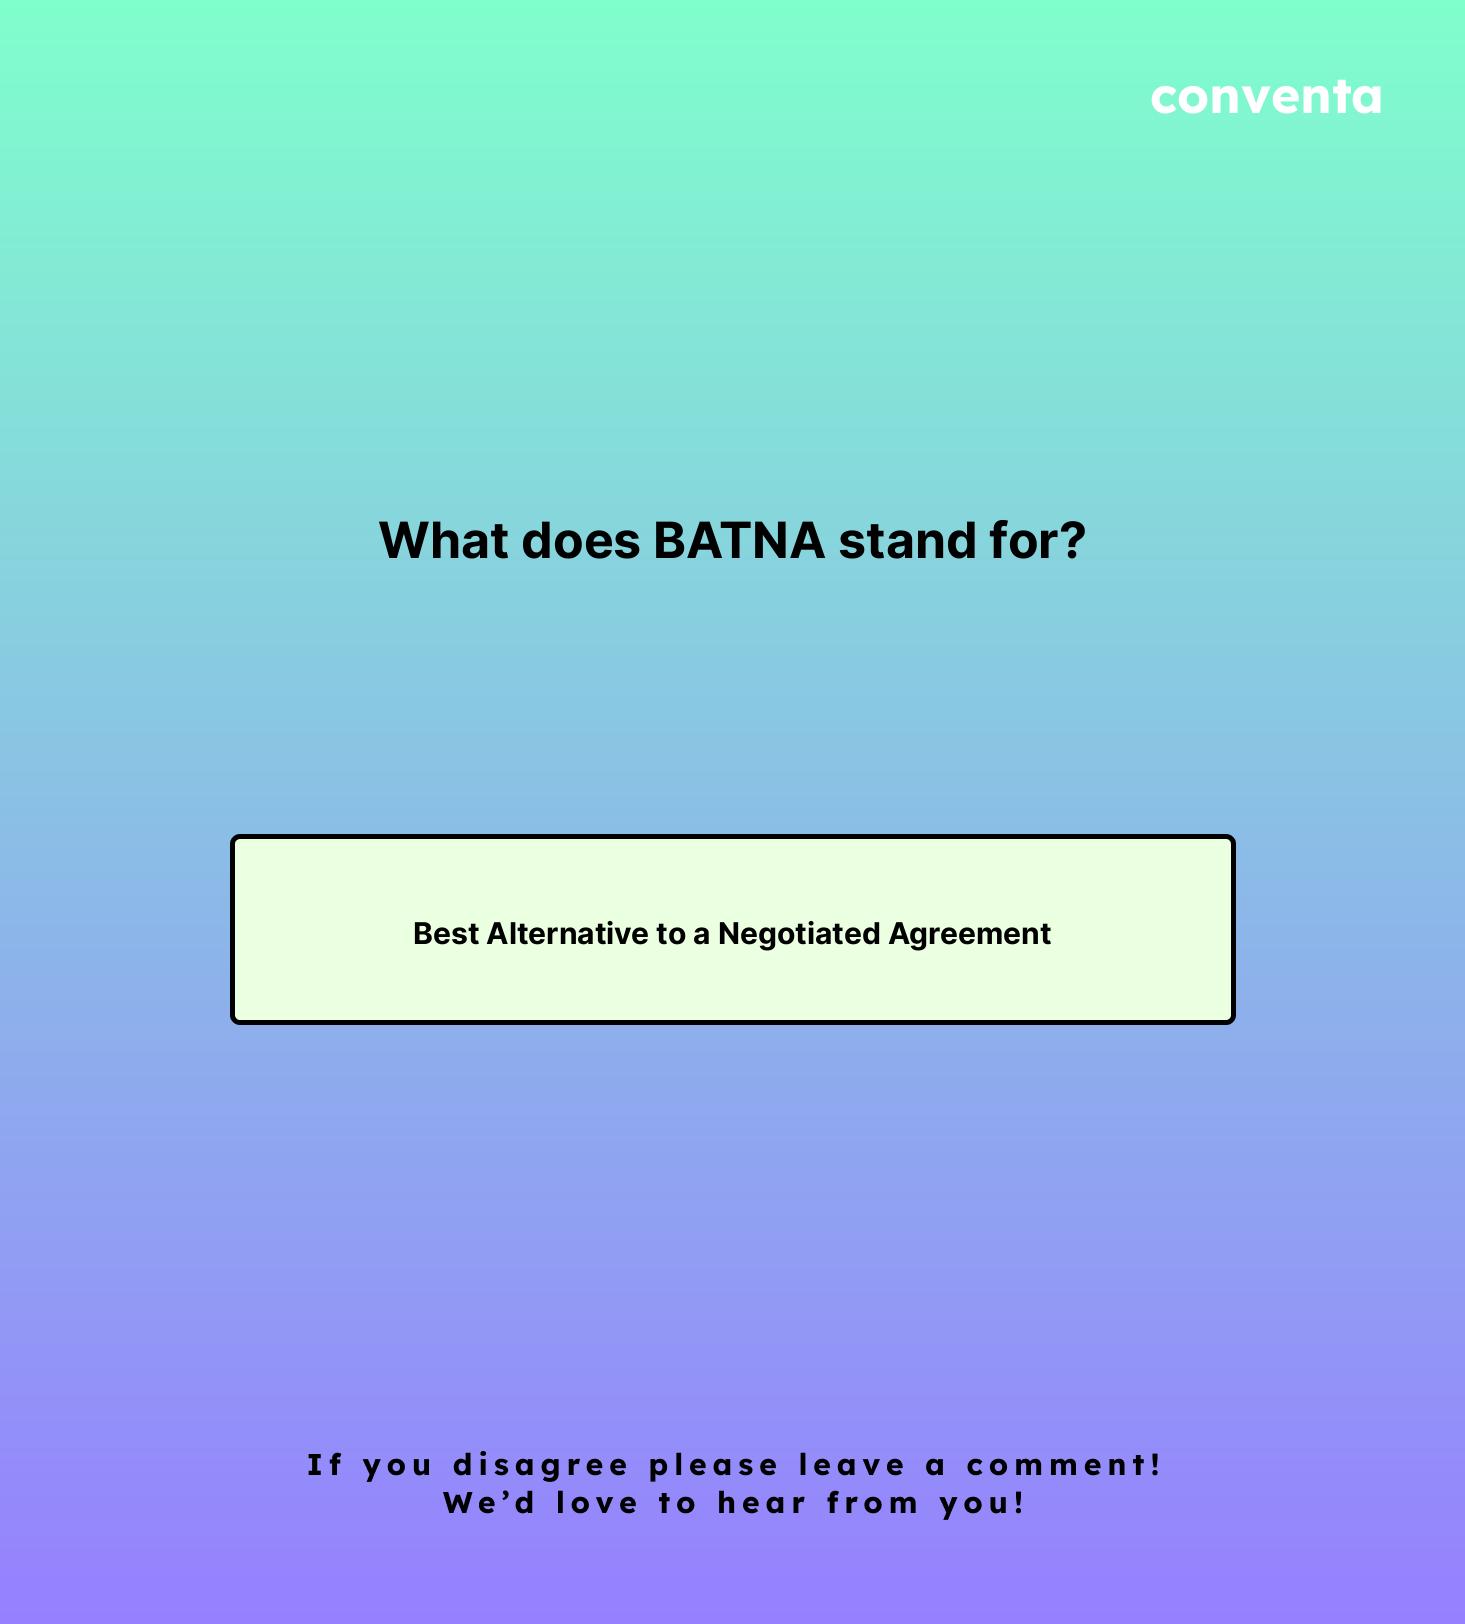 conventa
What does BATNA stand for?
Best Alternative to a Negotiated Agreement
If you disagree please leave a comment!
We’d love to hear from you!